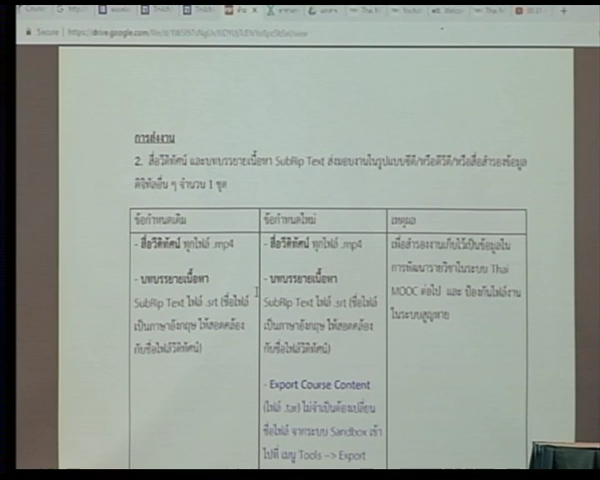 Secure | https://drive.google.com/file/d/
การส่งงาน
2. สื่อวีดิทัศน์ และบทบรรยายเนื้อหา SubRip Text ส่งมอบงานในรูปแบบซีดี/หรือดีวีดี/หรือสื่อสำรองข้อมูล
ดิจิทัลอื่น ๆ จำนวน 1 ชุด
ข้อกำหนดเดิม
- สื่อวีดิทัศน์ ทุกไฟล์ .mp4
- บทบรรยายเนื้อหา
SubRip Text ไฟล์ .srt (ชื่อไฟล์
เป็นภาษาอังกฤษ ให้สอดคล้อง
กับชื่อไฟล์วีดิทัศน์)
ข้อกำหนดใหม่
- สื่อวีดิทัศน์ ทุกไฟล์ .mp4
- บทบรรยายเนื้อหา
SubRip Text ไฟล์ .srt (ชื่อไฟล์
เป็นภาษาอังกฤษ ให้สอดคล้อง
กับชื่อไฟล์วีดิทัศน์)
- Export Course Content
(ไฟล์ .tar) ไม่จำเป็นต้องเปลี่ยน
ชื่อไฟล์ จากระบบ Sandbox เข้า
ไปที่ เมนู Tools --> Export
เหตุผล
เพื่อสำรองงานเก็บไว้เป็นข้อมูลใน
การพัฒนารายวิชาในระบบ Thai
MOOC ต่อไป และ ป้องกันไฟล์งาน
ในระบบสูญหาย